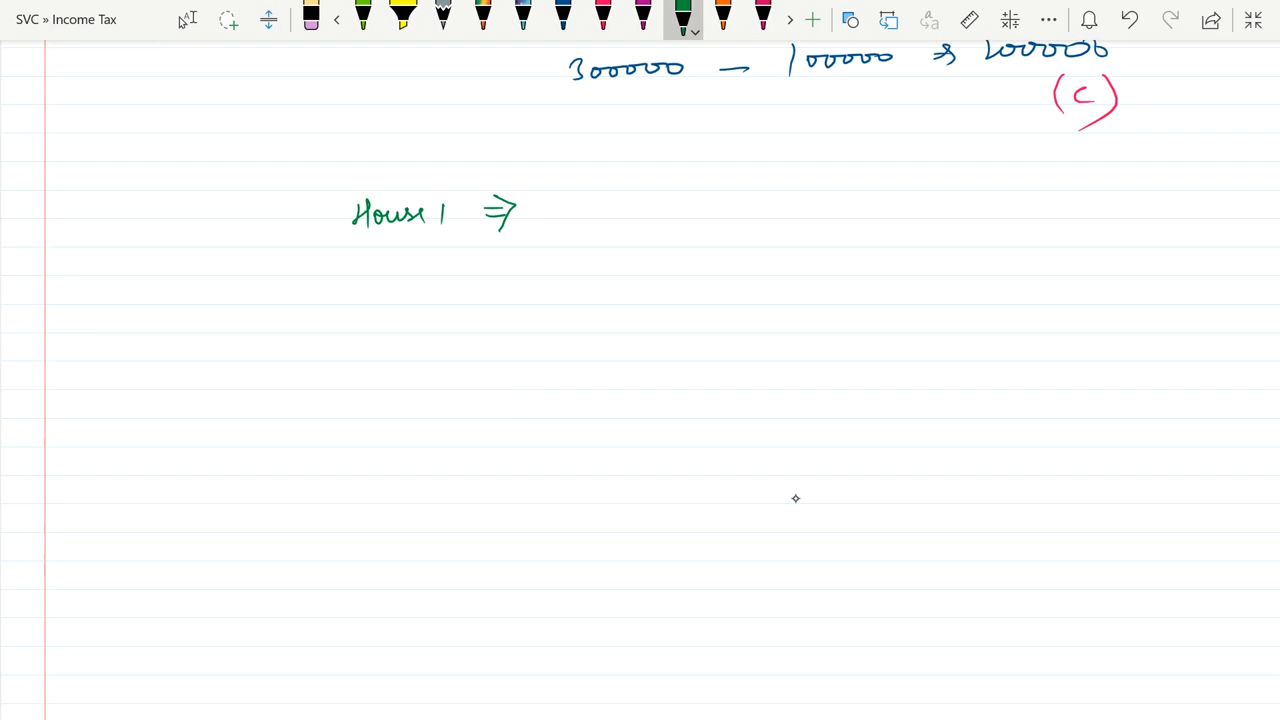 SVC » Income Tax
300000 – 100000 ⇒ 200000
(C)
House 1 ⇒